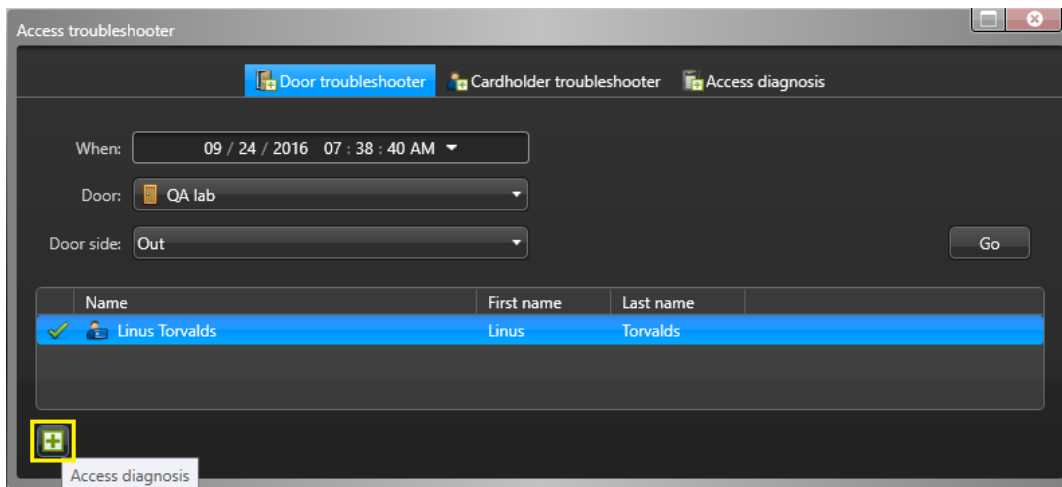 Access troubleshooter
Door troubleshooter Cardholder troubleshooter Access diagnosis
When: 09 / 24 / 2016 07 : 38 : 40 AM
Door: QA lab
Door side: Out Go
Name First name Last name
Linus Torvalds Linus Torvalds
Access diagnosis